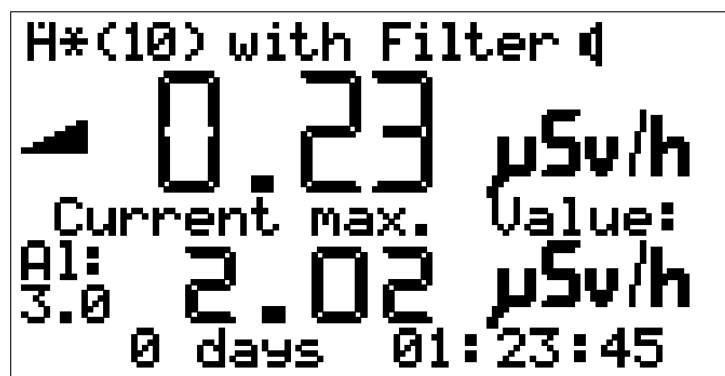 Ḧ*(10) with Filter
0.23 µSv/h
Current max. Value:
Al: 3.0 2.02 µSv/h
0 days 01:23:45